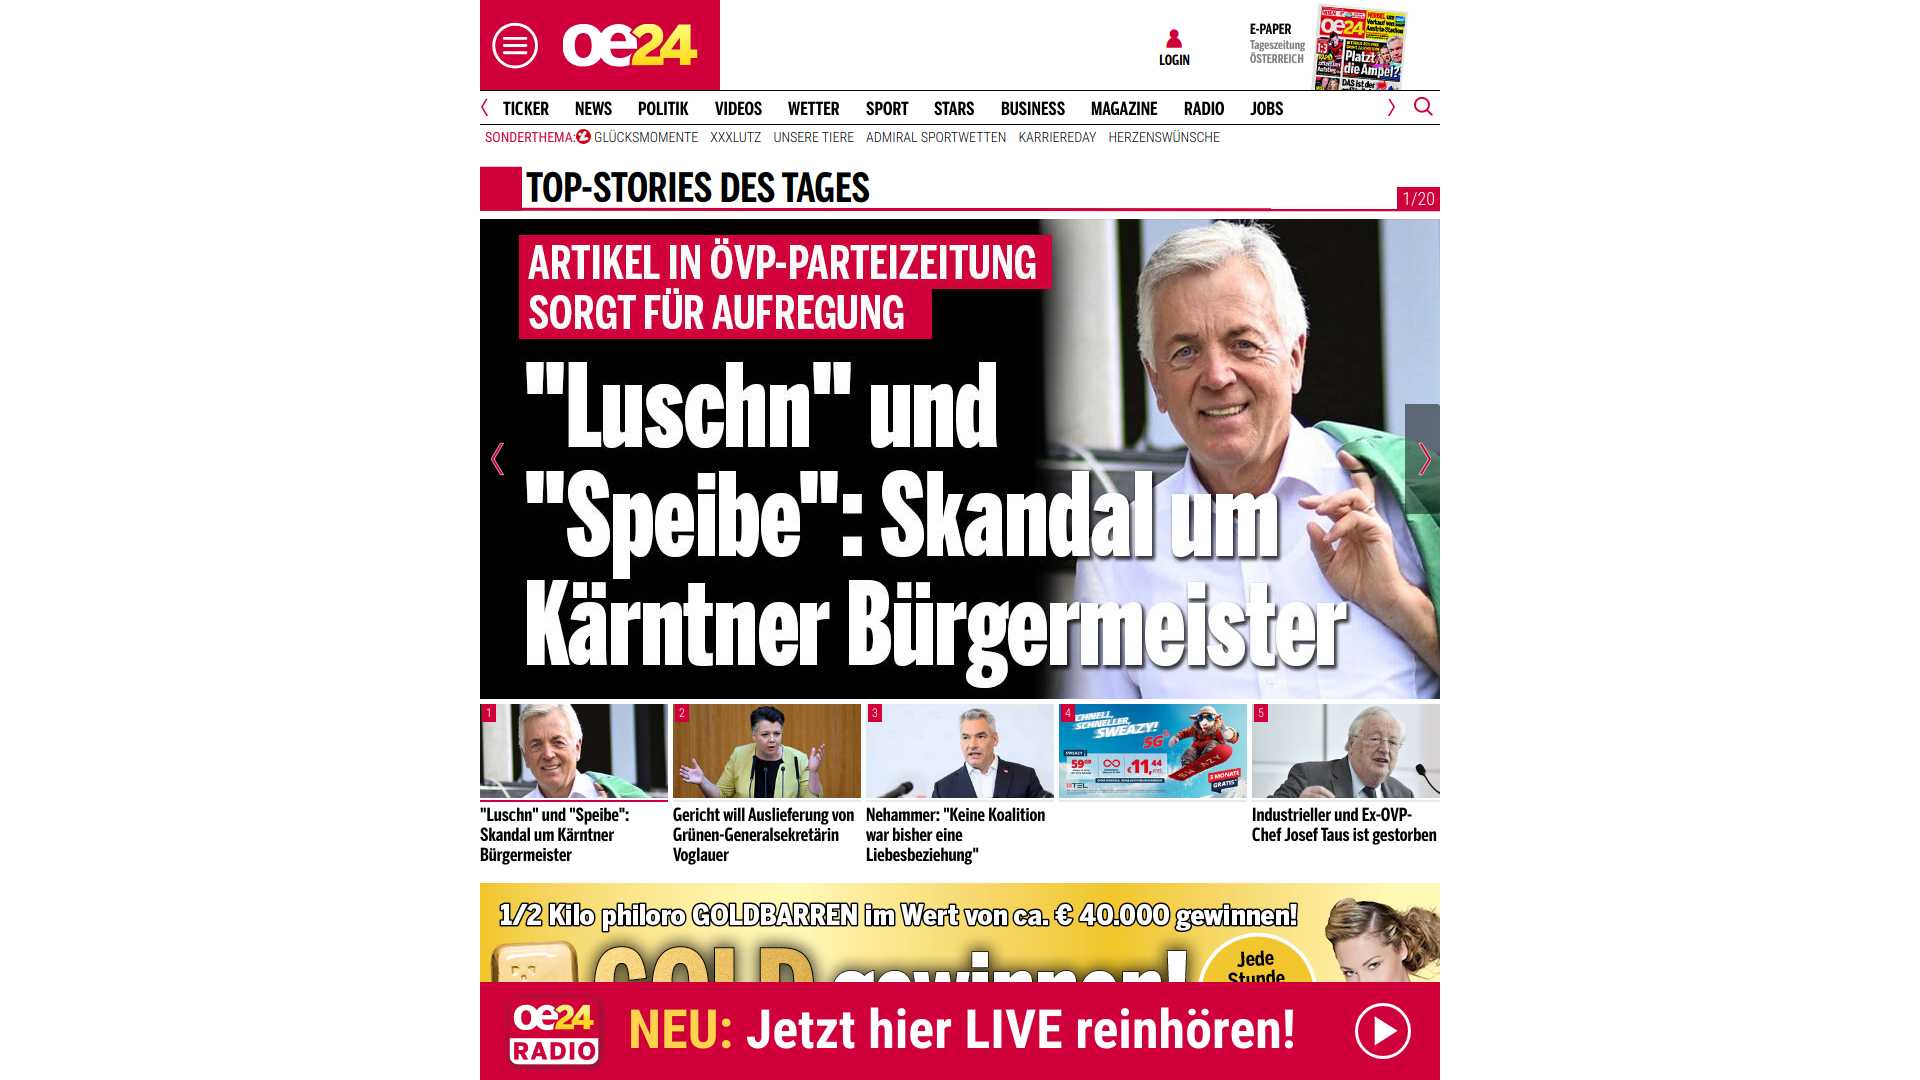 oe24
LOGIN
E-PAPER
Tageszeitung
ÖSTERREICH
oe24
Platzt
die Ampel?
DAS ist der
TICKER NEWS POLITIK VIDEOS WETTER SPORT STARS BUSINESS MAGAZINE RADIO JOBS
SONDERTHEMA: GLÜCKSMOMENTE XXXLUTZ UNSERE TIERE ADMIRAL SPORTWETTEN KARRIEREDAY HERZENSWÜNSCHE
TOP-STORIES DES TAGES
1/20
ARTIKEL IN ÖVP-PARTEIZEITUNG
SORGT FÜR AUFREGUNG
"Luschn" und
"Speibe": Skandal um
Kärntner Bürgermeister
1
"Luschn" und "Speibe":
Skandal um Kärntner
Bürgermeister
2
Gericht will Auslieferung von
Grünen-Generalsekretärin
Voglauer
3
Nehammer: "Keine Koalition
war bisher eine
Liebesbeziehung"
4
SCHNELL,
SCHNELLER,
SWEAZY!
5G
€11,44
3 MONATE
GRATIS*
5
Industrieller und Ex-ÖVP-
Chef Josef Taus ist gestorben
1/2 Kilo philoro GOLDBARREN im Wert von ca. € 40.000 gewinnen!
GOLD gewinnen!
Jede
Stunde
oe24
RADIO
NEU: Jetzt hier LIVE reinhören!